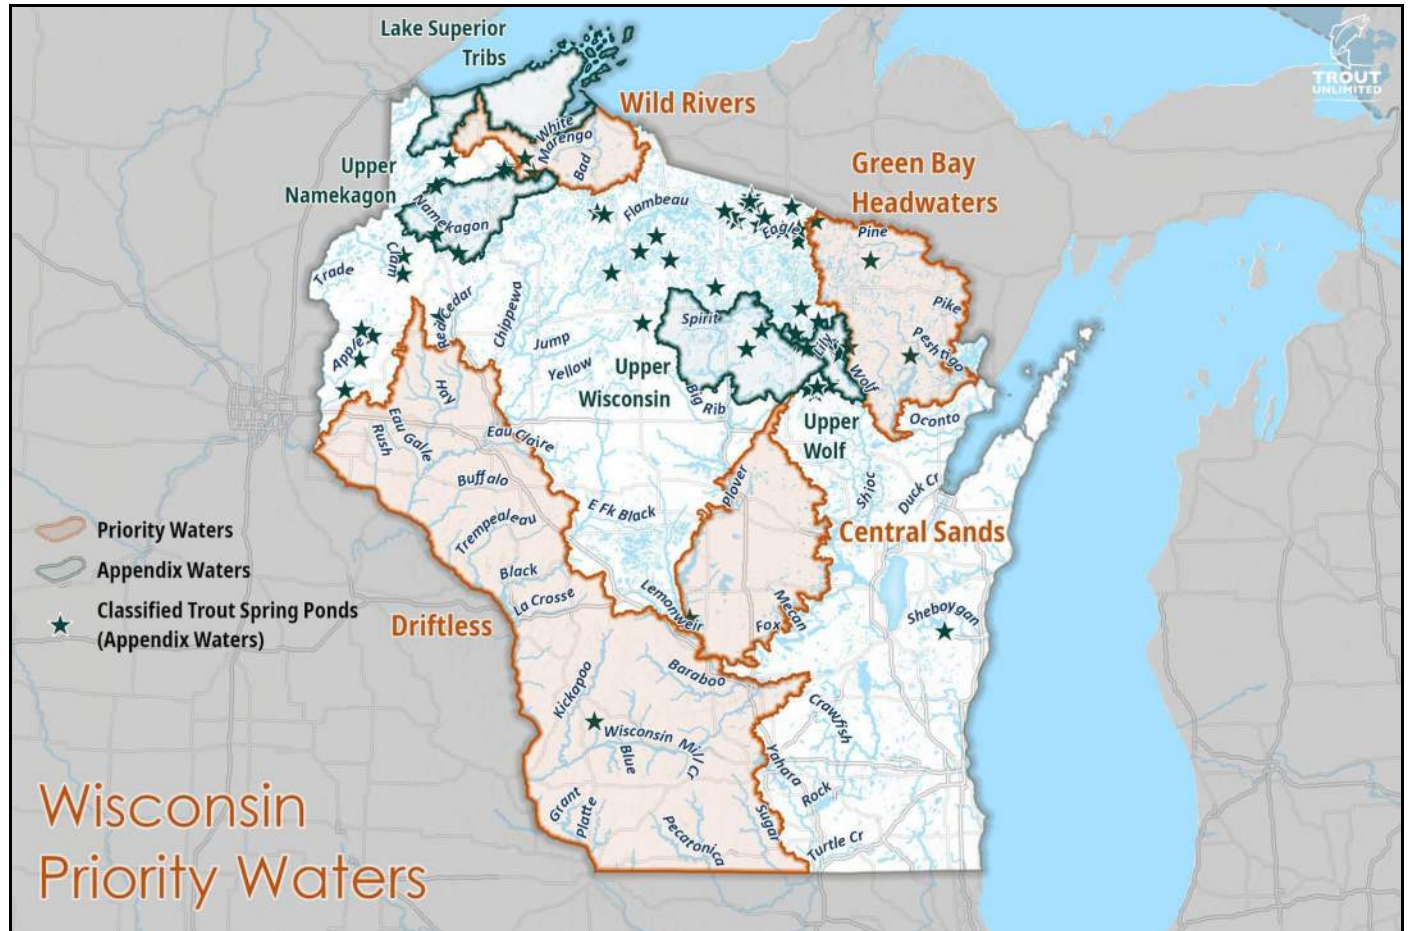 Lake Superior
Tribs
TROUT
UNLIMITED
Wild Rivers
White
Marengo
Bad
Upper
Namekagon
Green Bay
Headwaters
Namekagon
Flambeau
Eagle
Pine
Clam
Trade
Red Cedar
Chippewa
Pike
Peshtigo
Spirit
Lily
Apple
Jump
Yellow
Upper
Wisconsin
Wolf
Hay
Big Rib
Oconto
Upper
Wolf
Rush
Eau Galle
Eau Claire
Buffalo
Plover
Shioc
Duck Cr
E Fk Black
Trempealeau
Central Sands
Priority Waters
Appendix Waters
Classified Trout Spring Ponds
(Appendix Waters)
Black
La Crosse
Lemonweir
Mecan
Fox
Sheboygan
Driftless
Kickapoo
Baraboo
Crawfish
Wisconsin
Mill Cr
Blue
Yahara
Rock
Grant
Platte
Pecatonica
Sugar
Turtle Cr
Wisconsin
Priority Waters